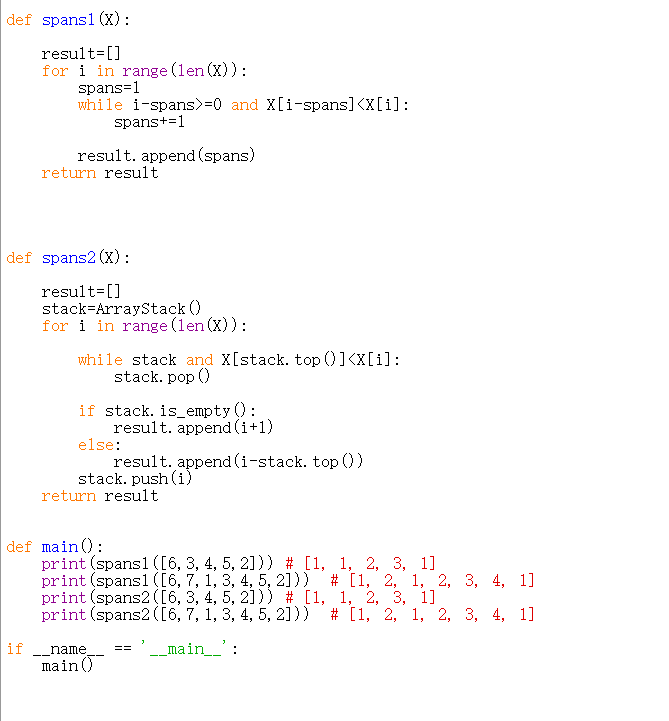 def spans1(X):
result=[]
for i in range(len(X)):
spans=1
while i-spans>=0 and X[i-spans]<X[i]:
spans+=1
result.append(spans)
return result
def spans2(X):
result=[]
stack=ArrayStack()
for i in range(len(X)):
while stack and X[stack.top()]<X[i]:
stack.pop()
if stack.is_empty():
result.append(i+1)
else:
result.append(i-stack.top())
stack.push(i)
return result
def main():
print(spans1([6,3,4,5,2])) # [1, 1, 2, 3, 1]
print(spans1([6,7,1,3,4,5,2]))  # [1, 2, 1, 2, 3, 4, 1]
print(spans2([6,3,4,5,2])) # [1, 1, 2, 3, 1]
print(spans2([6,7,1,3,4,5,2]))  # [1, 2, 1, 2, 3, 4, 1]
if __name__ == '__main__':
main()